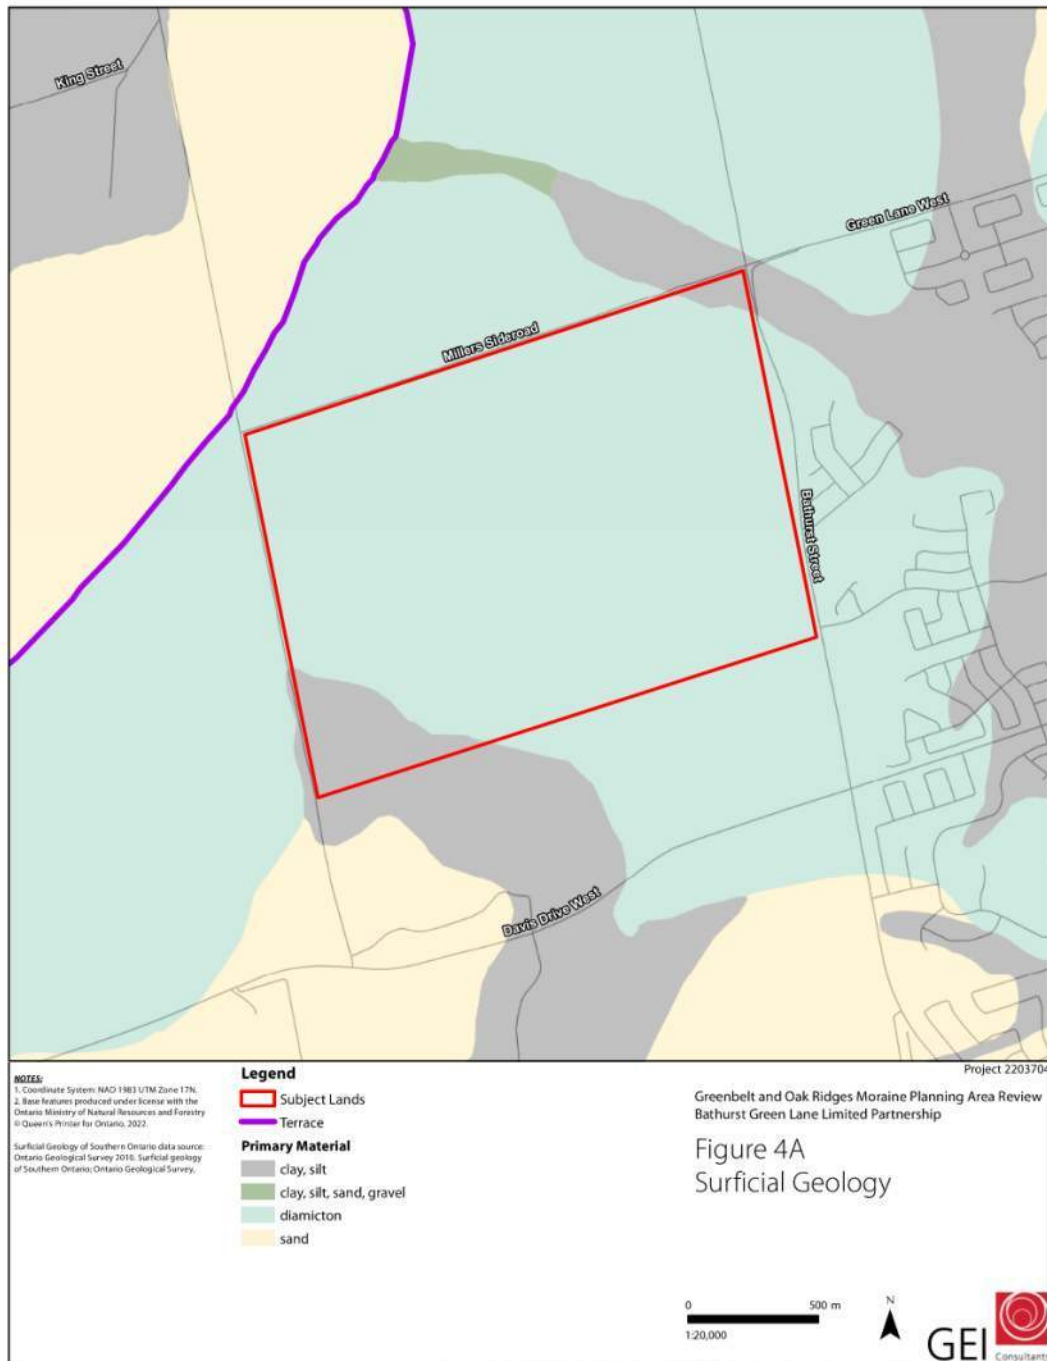 King Street
Green Lane West
Millers Sideroad
Bathurst Street
Davis Drive West
NOTES:
1. Coordinate System: NAD 1983 UTM Zone 17N.
2. Base features produced under license with the
Ontario Ministry of Natural Resources and Forestry
© Queen's Printer for Ontario, 2022.
Surficial Geology of Southern Ontario data source:
Ontario Geological Survey 2010. Surficial geology
of Southern Ontario; Ontario Geological Survey,
Legend
Subject Lands
Terrace
Primary Material
clay, silt
clay, silt, sand, gravel
diamicton
sand
Project 2203704
Greenbelt and Oak Ridges Moraine Planning Area Review
Bathurst Green Lane Limited Partnership
Figure 4A
Surficial Geology
0 500 m
1:20,000
N
GEI
Consultants